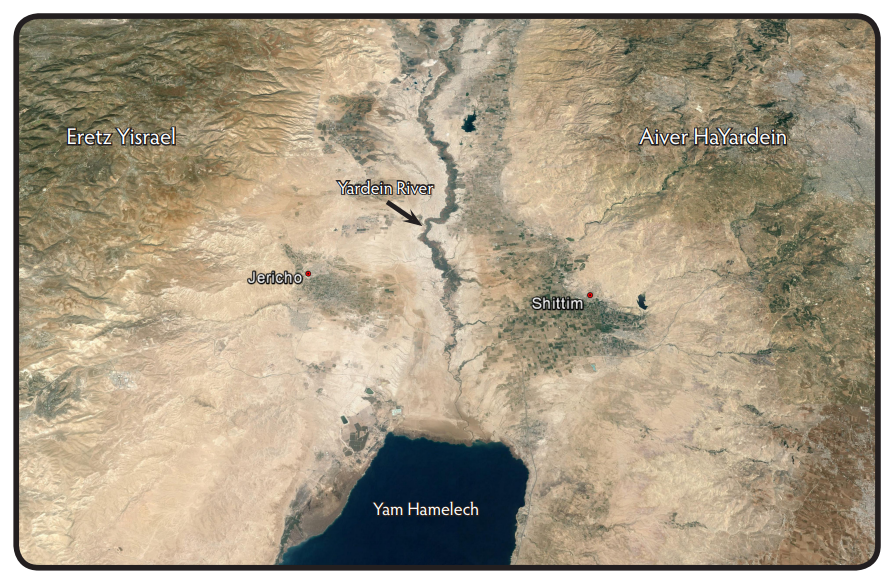 Eretz Yisrael
Aiver HaYardein
Yardein River
Jericho
Shittim
Yam Hamelech